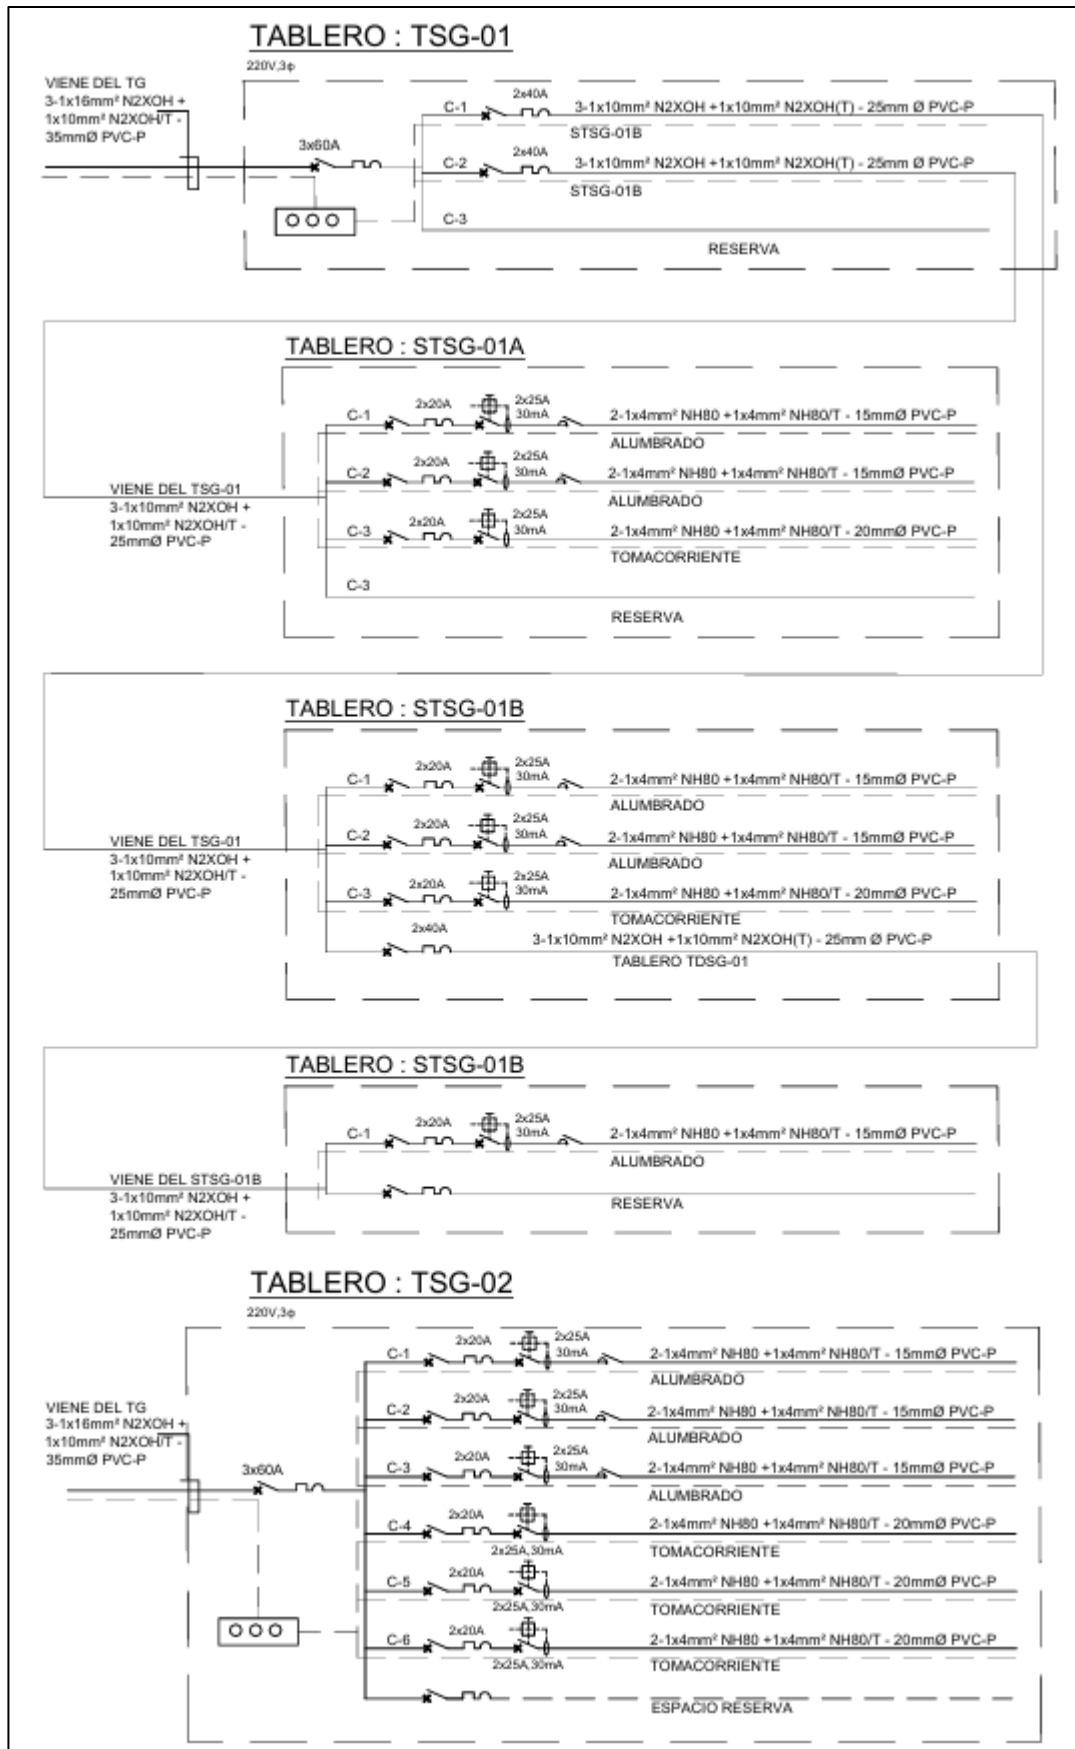 TABLERO : TSG-01
220V,3φ
VIENE DEL TG
3-1x16mm² N2XOH +
1x10mm² N2XOH/T -
35mmØ PVC-P
3x60A
C-1
2x40A
3-1x10mm² N2XOH +1x10mm² N2XOH(T) - 25mm Ø PVC-P
STSG-01B
C-2
2x40A
3-1x10mm² N2XOH +1x10mm² N2XOH(T) - 25mm Ø PVC-P
STSG-01B
C-3
RESERVA
TABLERO : STSG-01A
VIENE DEL TSG-01
3-1x10mm² N2XOH +
1x10mm² N2XOH/T -
25mmØ PVC-P
C-1
2x20A
2x25A
30mA
2-1x4mm² NH80 +1x4mm² NH80/T - 15mmØ PVC-P
ALUMBRADO
C-2
2x20A
2x25A
30mA
2-1x4mm² NH80 +1x4mm² NH80/T - 15mmØ PVC-P
ALUMBRADO
C-3
2x20A
2x25A
30mA
2-1x4mm² NH80 +1x4mm² NH80/T - 20mmØ PVC-P
TOMACORRIENTE
C-3
RESERVA
TABLERO : STSG-01B
VIENE DEL TSG-01
3-1x10mm² N2XOH +
1x10mm² N2XOH/T -
25mmØ PVC-P
C-1
2x20A
2x25A
30mA
2-1x4mm² NH80 +1x4mm² NH80/T - 15mmØ PVC-P
ALUMBRADO
C-2
2x20A
2x25A
30mA
2-1x4mm² NH80 +1x4mm² NH80/T - 15mmØ PVC-P
ALUMBRADO
C-3
2x20A
2x25A
30mA
2-1x4mm² NH80 +1x4mm² NH80/T - 20mmØ PVC-P
TOMACORRIENTE
2x40A
3-1x10mm² N2XOH +1x10mm² N2XOH(T) - 25mm Ø PVC-P
TABLERO TDSG-01
TABLERO : STSG-01B
VIENE DEL STSG-01B
3-1x10mm² N2XOH +
1x10mm² N2XOH/T -
25mmØ PVC-P
C-1
2x20A
2x25A
30mA
2-1x4mm² NH80 +1x4mm² NH80/T - 15mmØ PVC-P
ALUMBRADO
RESERVA
TABLERO : TSG-02
220V,3φ
VIENE DEL TG
3-1x16mm² N2XOH +
1x10mm² N2XOH/T -
35mmØ PVC-P
3x60A
C-1
2x20A
2x25A
30mA
2-1x4mm² NH80 +1x4mm² NH80/T - 15mmØ PVC-P
ALUMBRADO
C-2
2x20A
2x25A
30mA
2-1x4mm² NH80 +1x4mm² NH80/T - 15mmØ PVC-P
ALUMBRADO
C-3
2x20A
2x25A
30mA
2-1x4mm² NH80 +1x4mm² NH80/T - 15mmØ PVC-P
ALUMBRADO
C-4
2x20A
2x25A,30mA
2-1x4mm² NH80 +1x4mm² NH80/T - 20mmØ PVC-P
TOMACORRIENTE
C-5
2x20A
2x25A,30mA
2-1x4mm² NH80 +1x4mm² NH80/T - 20mmØ PVC-P
TOMACORRIENTE
C-6
2x20A
2x25A,30mA
2-1x4mm² NH80 +1x4mm² NH80/T - 20mmØ PVC-P
TOMACORRIENTE
ESPACIO RESERVA